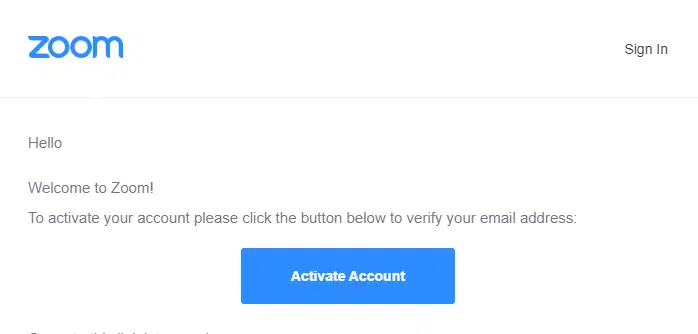 zoom
Sign In
Hello
Welcome to Zoom!
To activate your account please click the button below to verify your email address:
Activate Account